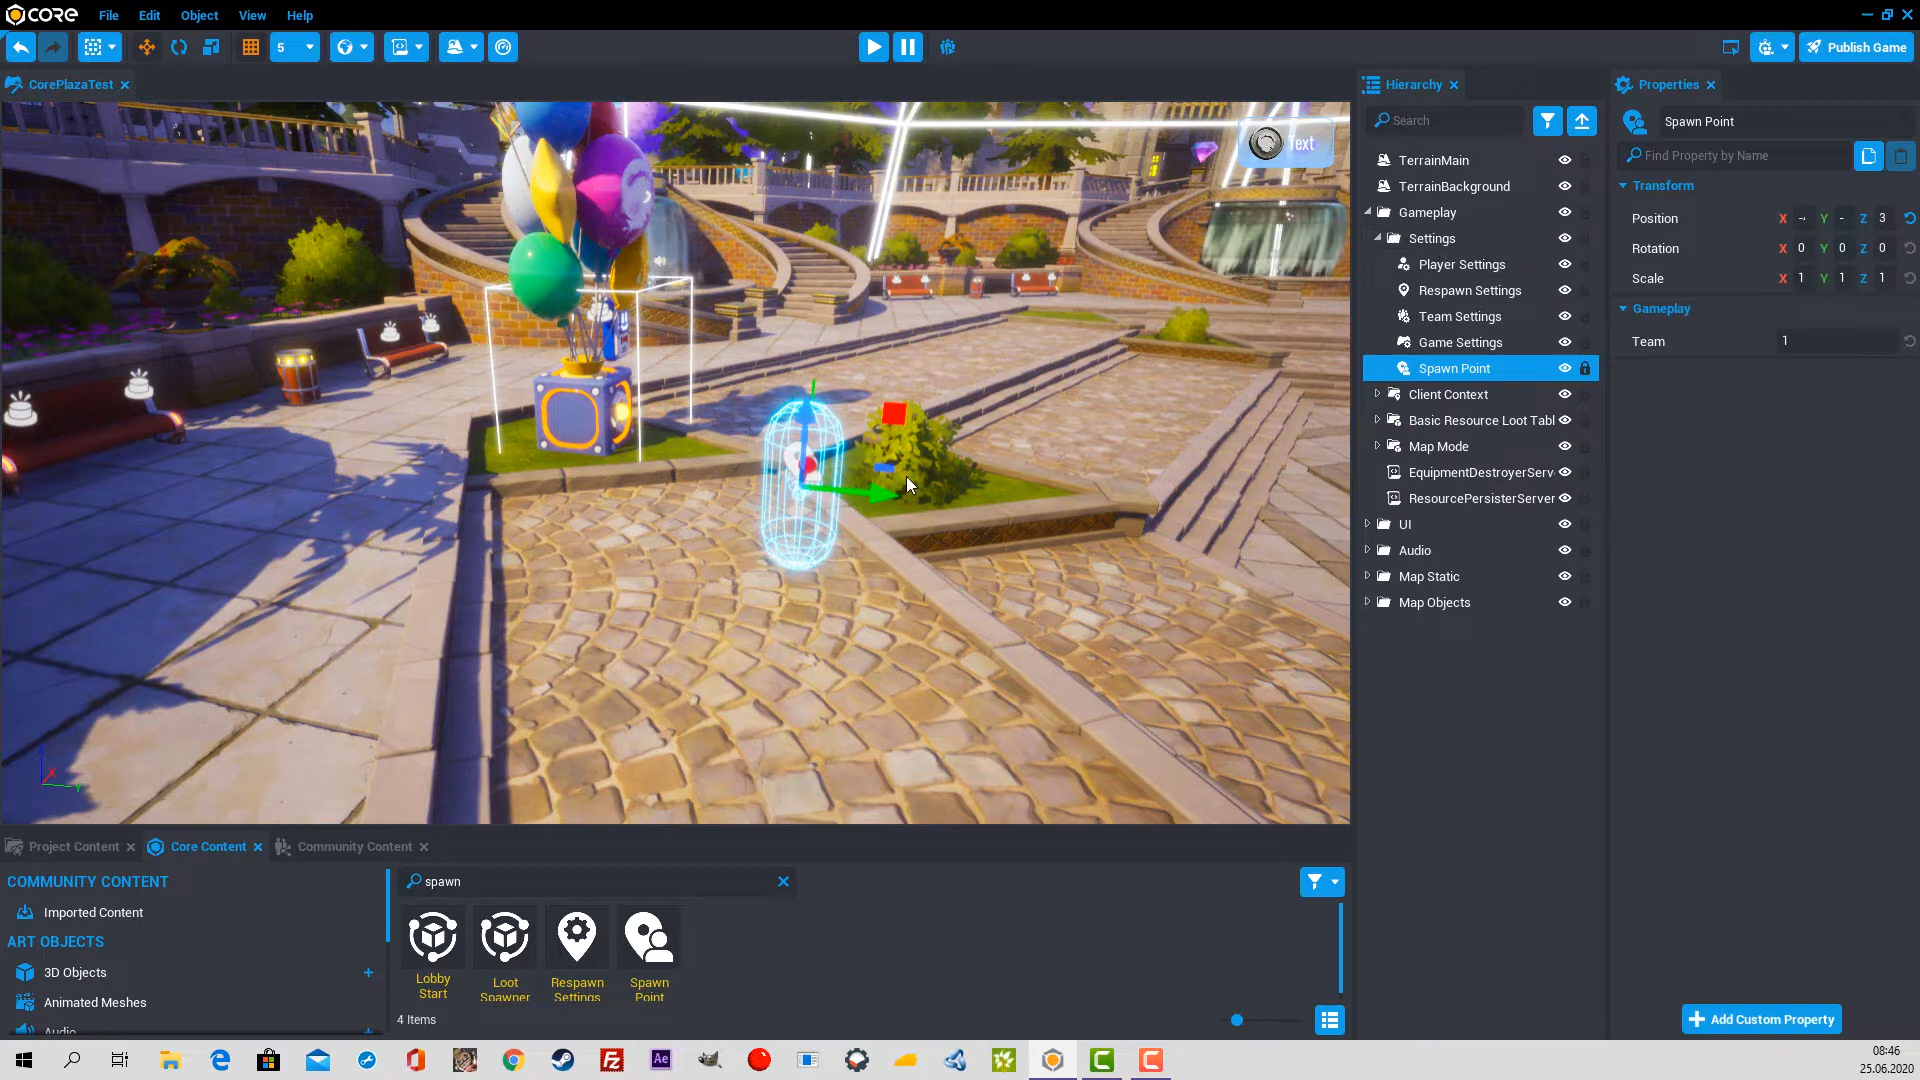 CORE
File Edit Object View Help
5
Publish Game
CorePlazaTest
Text
Hierarchy
Search
TerrainMain
TerrainBackground
Gameplay
Settings
Player Settings
Respawn Settings
Team Settings
Game Settings
Spawn Point
Client Context
Basic Resource Loot Tabl
Map Mode
EquipmentDestroyerServ
ResourcePersisterServer
UI
Audio
Map Static
Map Objects
Properties
Spawn Point
Find Property by Name
Transform
Position X - Y - Z 3
Rotation X 0 Y 0 Z 0
Scale X 1 Y 1 Z 1
Gameplay
Team 1
Add Custom Property
Project Content Core Content Community Content
COMMUNITY CONTENT
Imported Content
ART OBJECTS
3D Objects
Animated Meshes
Audio
spawn
Lobby Start
Loot Spawner
Respawn Settings
Spawn Point
4 Items
Ae
08:46
25.06.2020